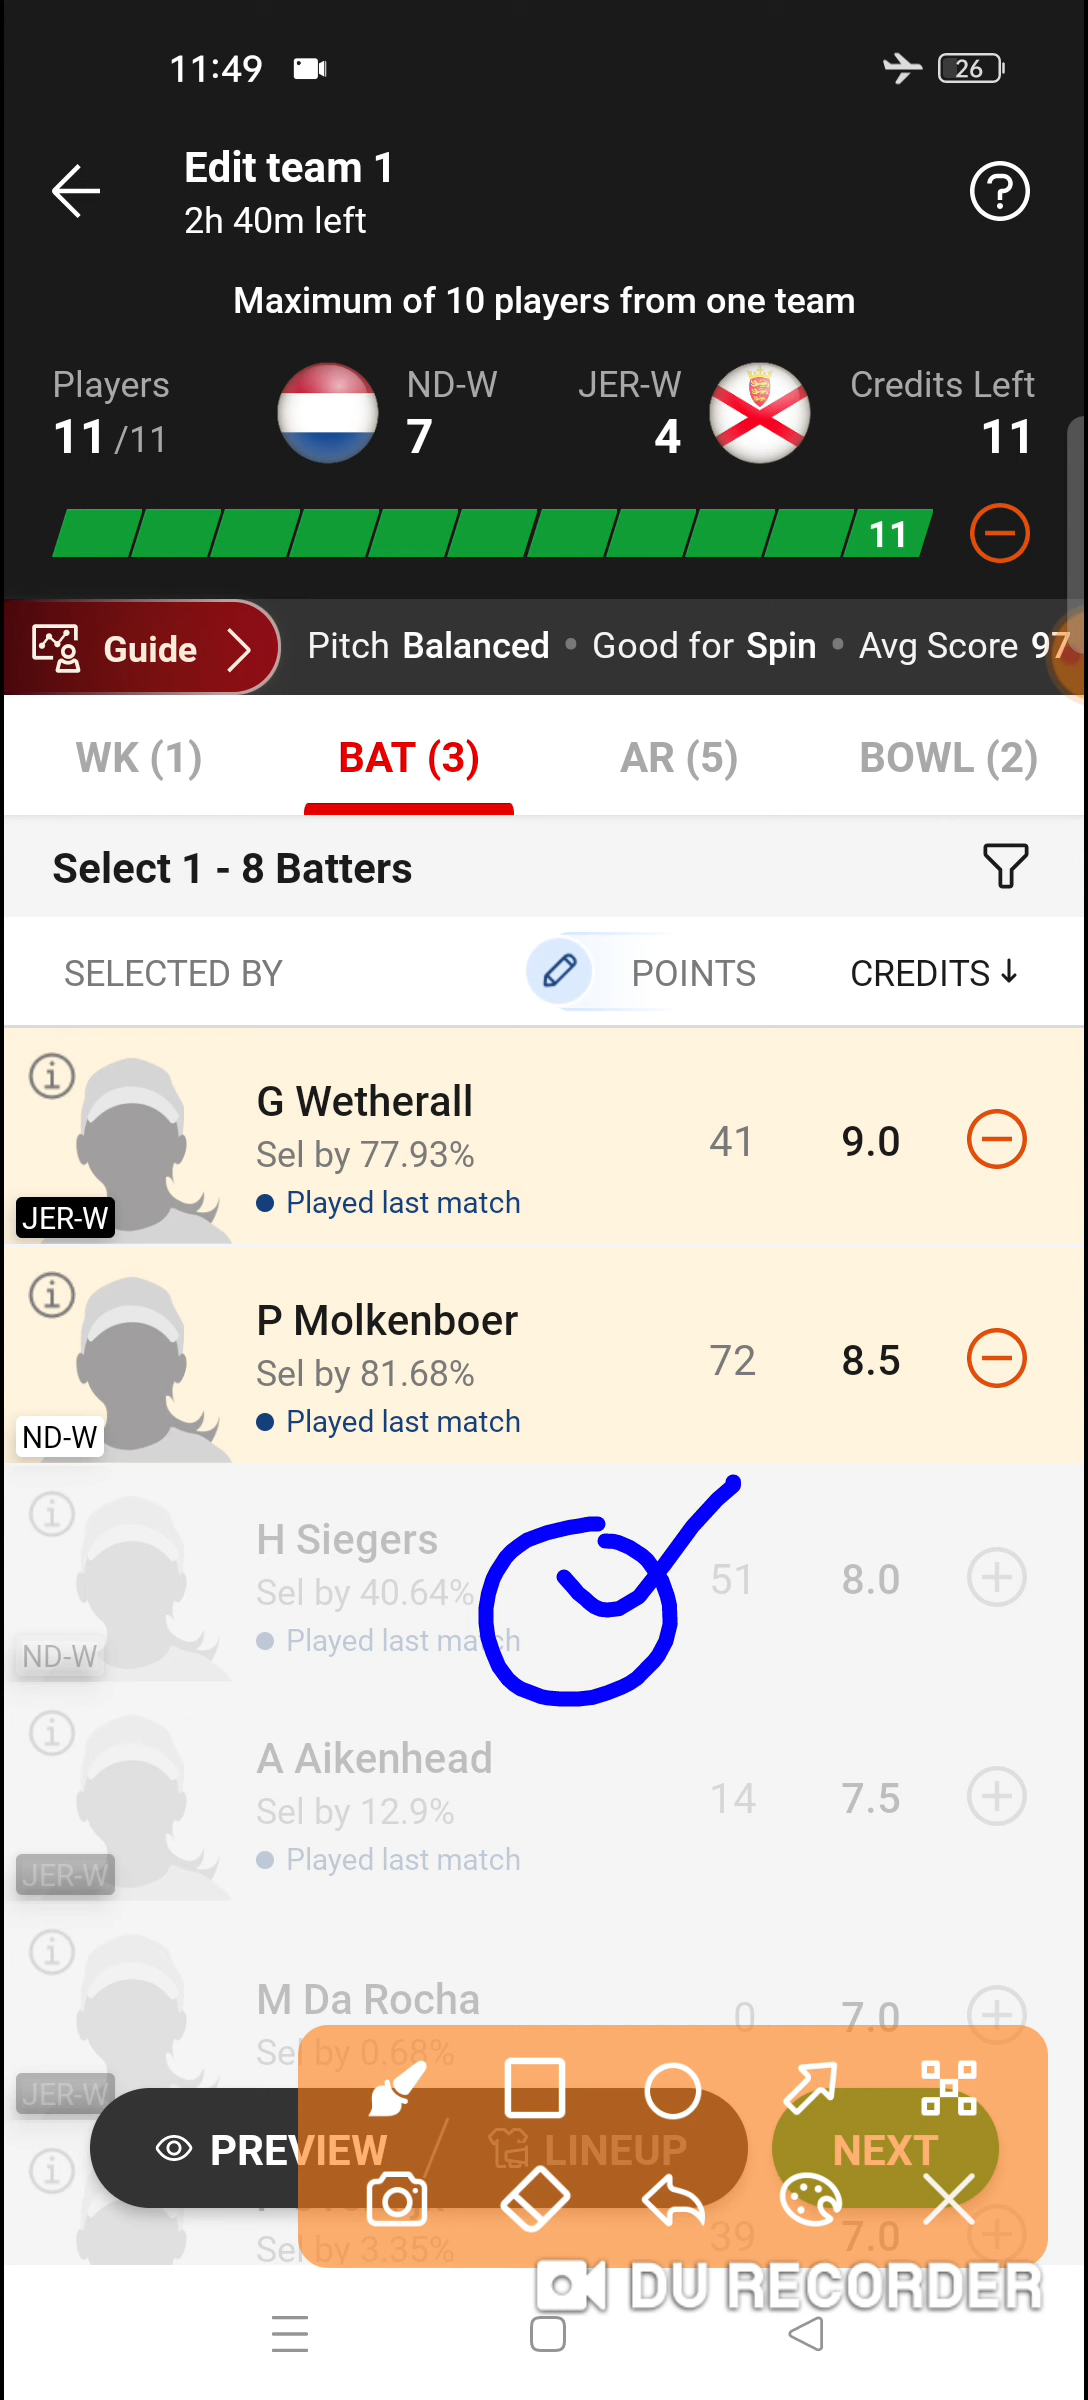 11:49
26
Edit team 1
2h 40m left
Maximum of 10 players from one team
Players ND-W JER-W Credits Left
11/11 7 4 11
11
Guide Pitch Balanced • Good for Spin • Avg Score 97
WK (1) BAT (3) AR (5) BOWL (2)
Select 1 - 8 Batters
SELECTED BY POINTS CREDITS ↓
G Wetherall
Sel by 77.93% 41 9.0
Played last match
JER-W
P Molkenboer
Sel by 81.68% 72 8.5
Played last match
ND-W
H Siegers
Sel by 40.64% 51 8.0
Played last match
ND-W
A Aikenhead
Sel by 12.9% 14 7.5
Played last match
JER-W
M Da Rocha
Sel by 0.68% 0 7.0
JER-W
PREVIEW LINEUP NEXT
Sel by 3.35% 39 7.0
DU RECORDER